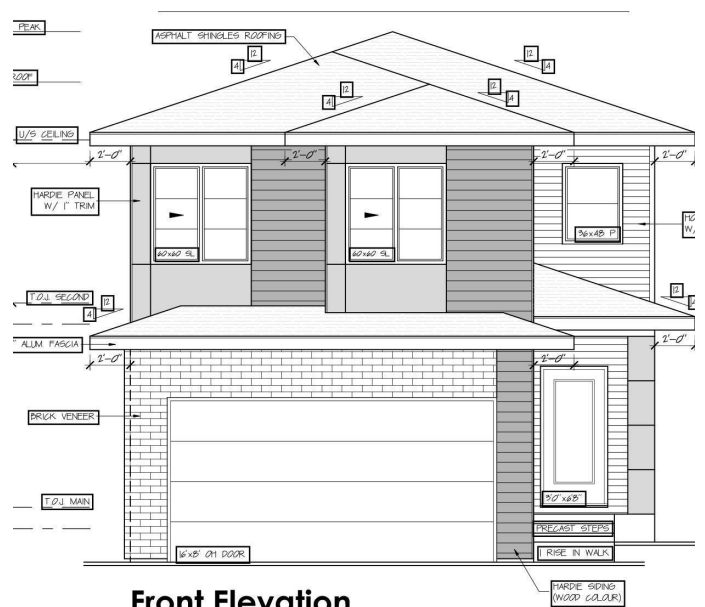 PEAK
ASPHALT SHINGLES ROOFING
12
4
12
4
ROOF
12
4
12
4
U/S CEILING
2'-0"
2'-0"
2'-0"
2'-0"
HARDIE PANEL
W/ 1" TRIM
60x60 SL
60x60 SL
36x48 P
HO
W/
T.O.J. SECOND
12
4
12
4
" ALUM. FASCIA
2'-0"
2'-0"
2'-0"
BRICK VENEER
T.O.J. MAIN
3'0"x6'8"
PRECAST STEPS
16'x8' OH DOOR
1 RISE IN WALK
Front Elevation
HARDIE SIDING
(WOOD COLOUR)